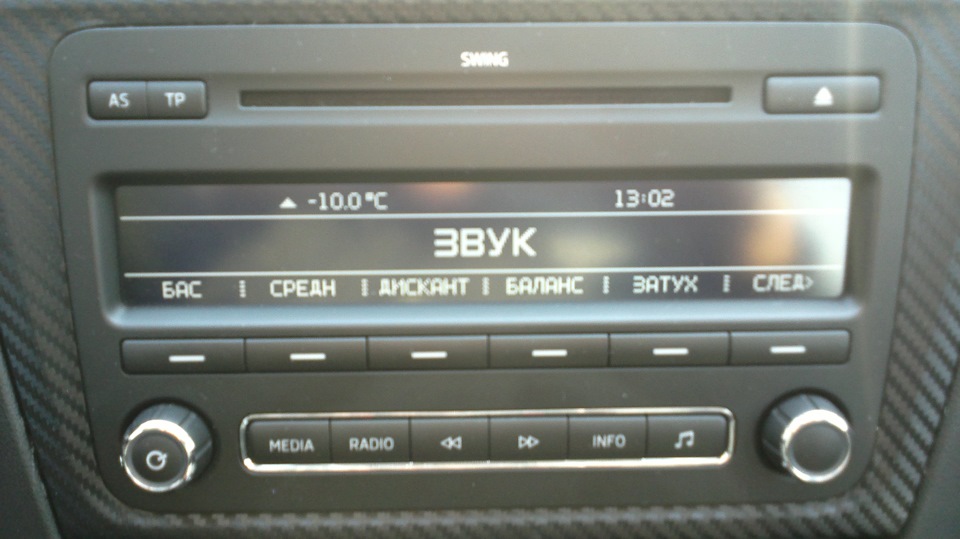 SWING
AS TP
-10.0°C 13:02
ЗВУК
БАС СРЕДН ДИСКАНТ БАЛАНС ЗАТУХ СЛЕД>
MEDIA RADIO INFO